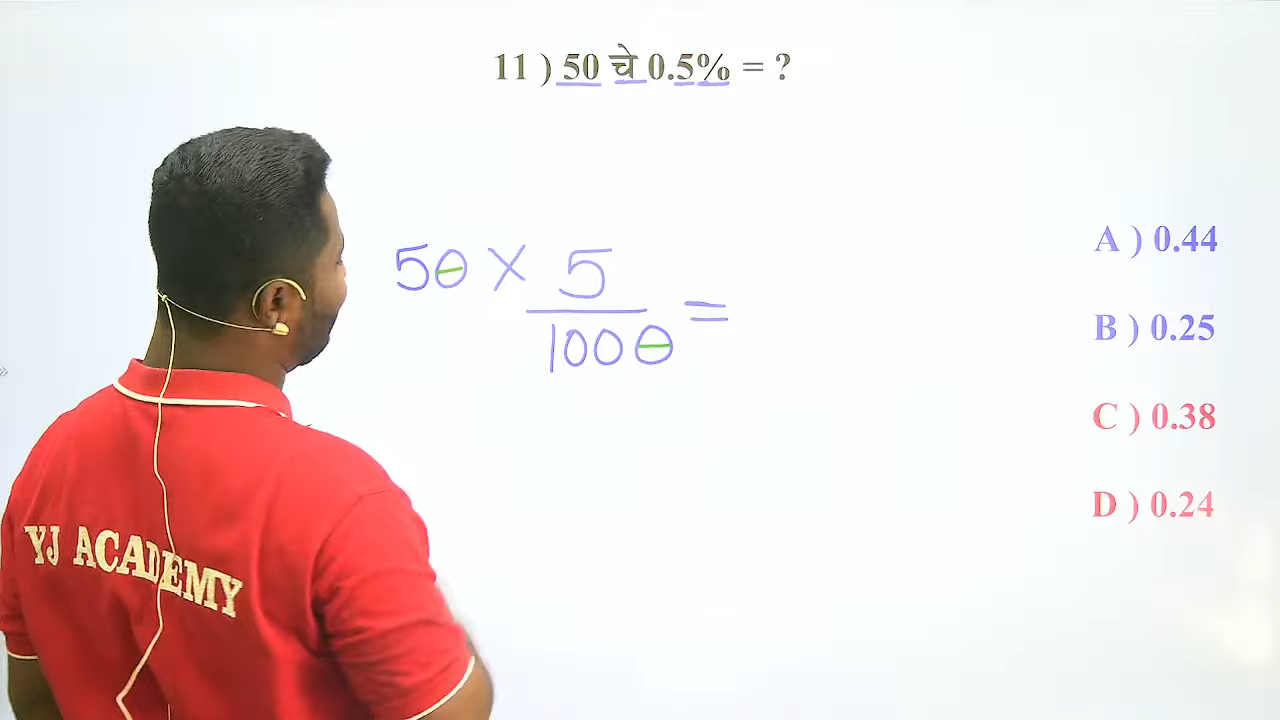 11 ) 50 चे 0.5% = ?
50 × 5
1000 =
A ) 0.44
B ) 0.25
C ) 0.38
D ) 0.24
YJ ACADEMY